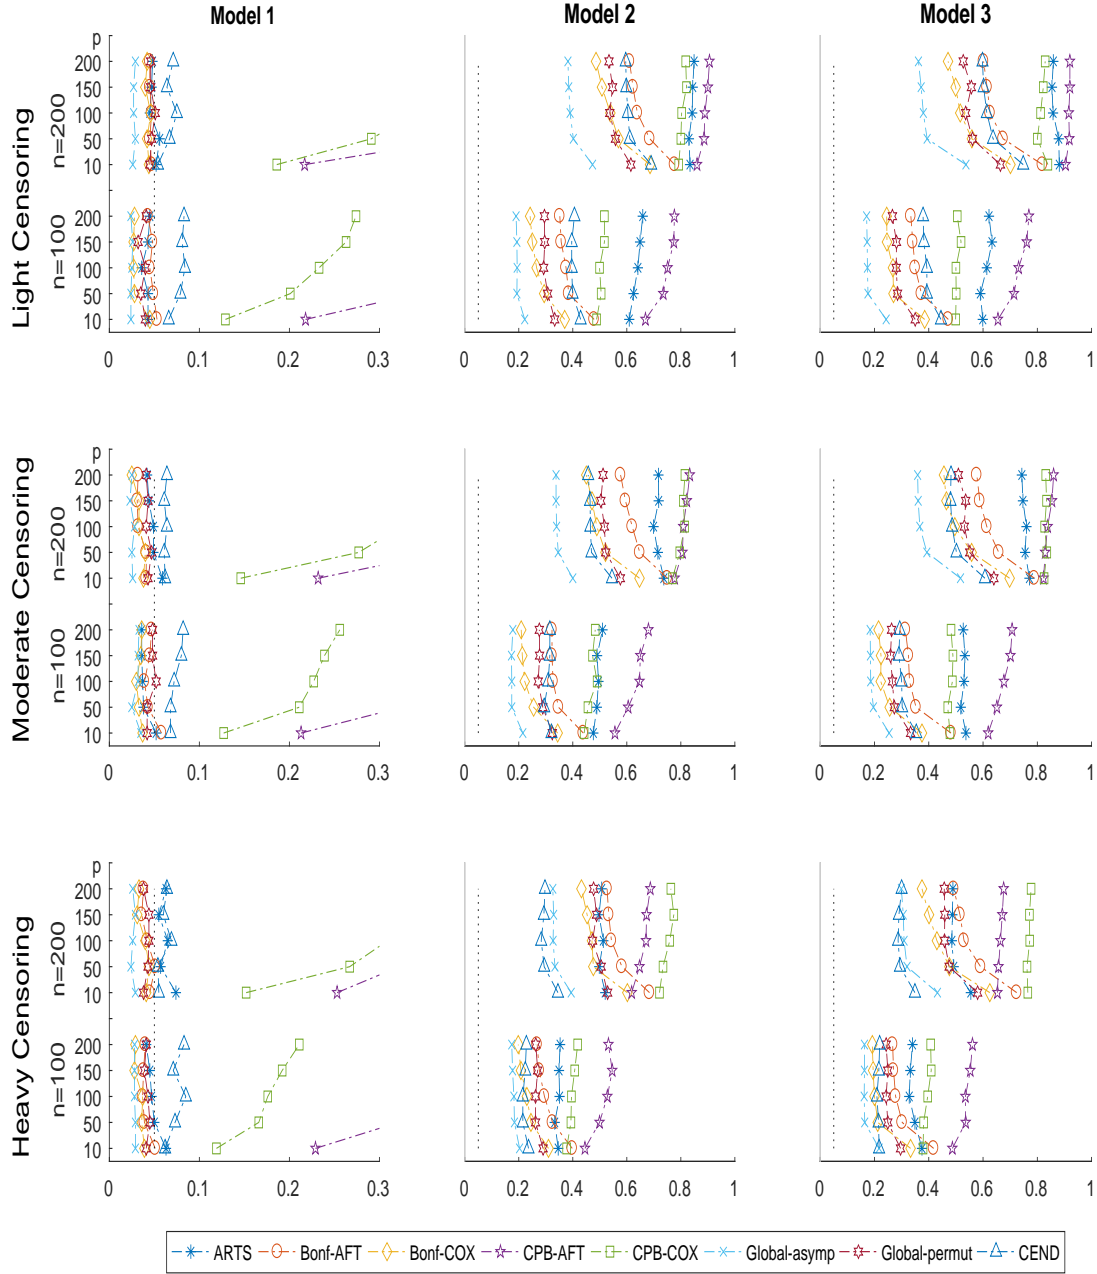 Model 1
Model 2
Model 3
Light Censoring
n=200
n=100
p
200
150
100
50
10
200
150
100
50
10
0 0.1 0.2 0.3
0 0.2 0.4 0.6 0.8 1
0 0.2 0.4 0.6 0.8 1
Moderate Censoring
n=200
n=100
p
200
150
100
50
10
200
150
100
50
10
0 0.1 0.2 0.3
0 0.2 0.4 0.6 0.8 1
0 0.2 0.4 0.6 0.8 1
Heavy Censoring
n=200
n=100
p
200
150
100
50
10
200
150
100
50
10
0 0.1 0.2 0.3
0 0.2 0.4 0.6 0.8 1
0 0.2 0.4 0.6 0.8 1
ARTS Bonf-AFT Bonf-COX CPB-AFT CPB-COX Global-asymp Global-permut CEND